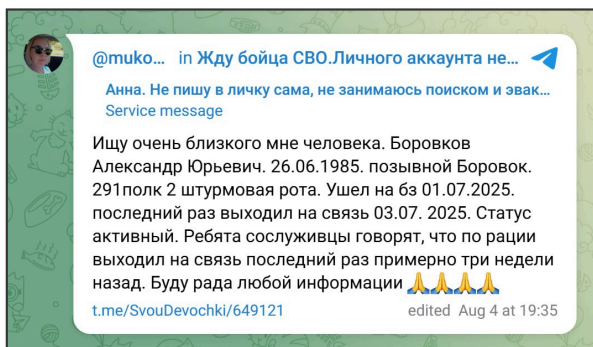 @muko... in Жду бойца СВО.Личного аккаунта не...
Анна. Не пишу в личку сама, не занимаюсь поиском и эвак...
Service message
Ищу очень близкого мне человека. Боровков
Александр Юрьевич. 26.06.1985. позывной Боровок.
291полк 2 штурмовая рота. Ушел на бз 01.07.2025.
последний раз выходил на связь 03.07. 2025. Статус
активный. Ребята сослуживцы говорят, что по рации
выходил на связь последний раз примерно три недели
назад. Буду рада любой информации 🙏🙏🙏🙏
t.me/SvouDevochki/649121 edited Aug 4 at 19:35